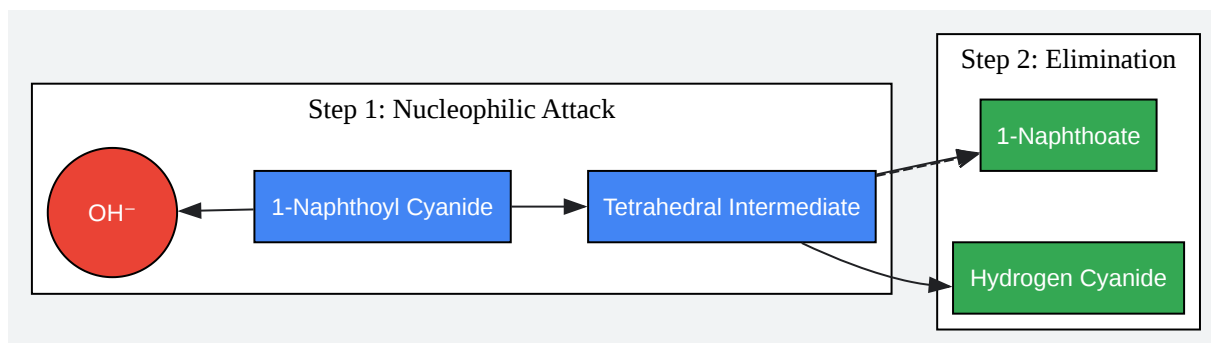 Step 1: Nucleophilic Attack
OH⁻
1-Naphthoyl Cyanide
Tetrahedral Intermediate
Step 2: Elimination
1-Naphthoate
Hydrogen Cyanide